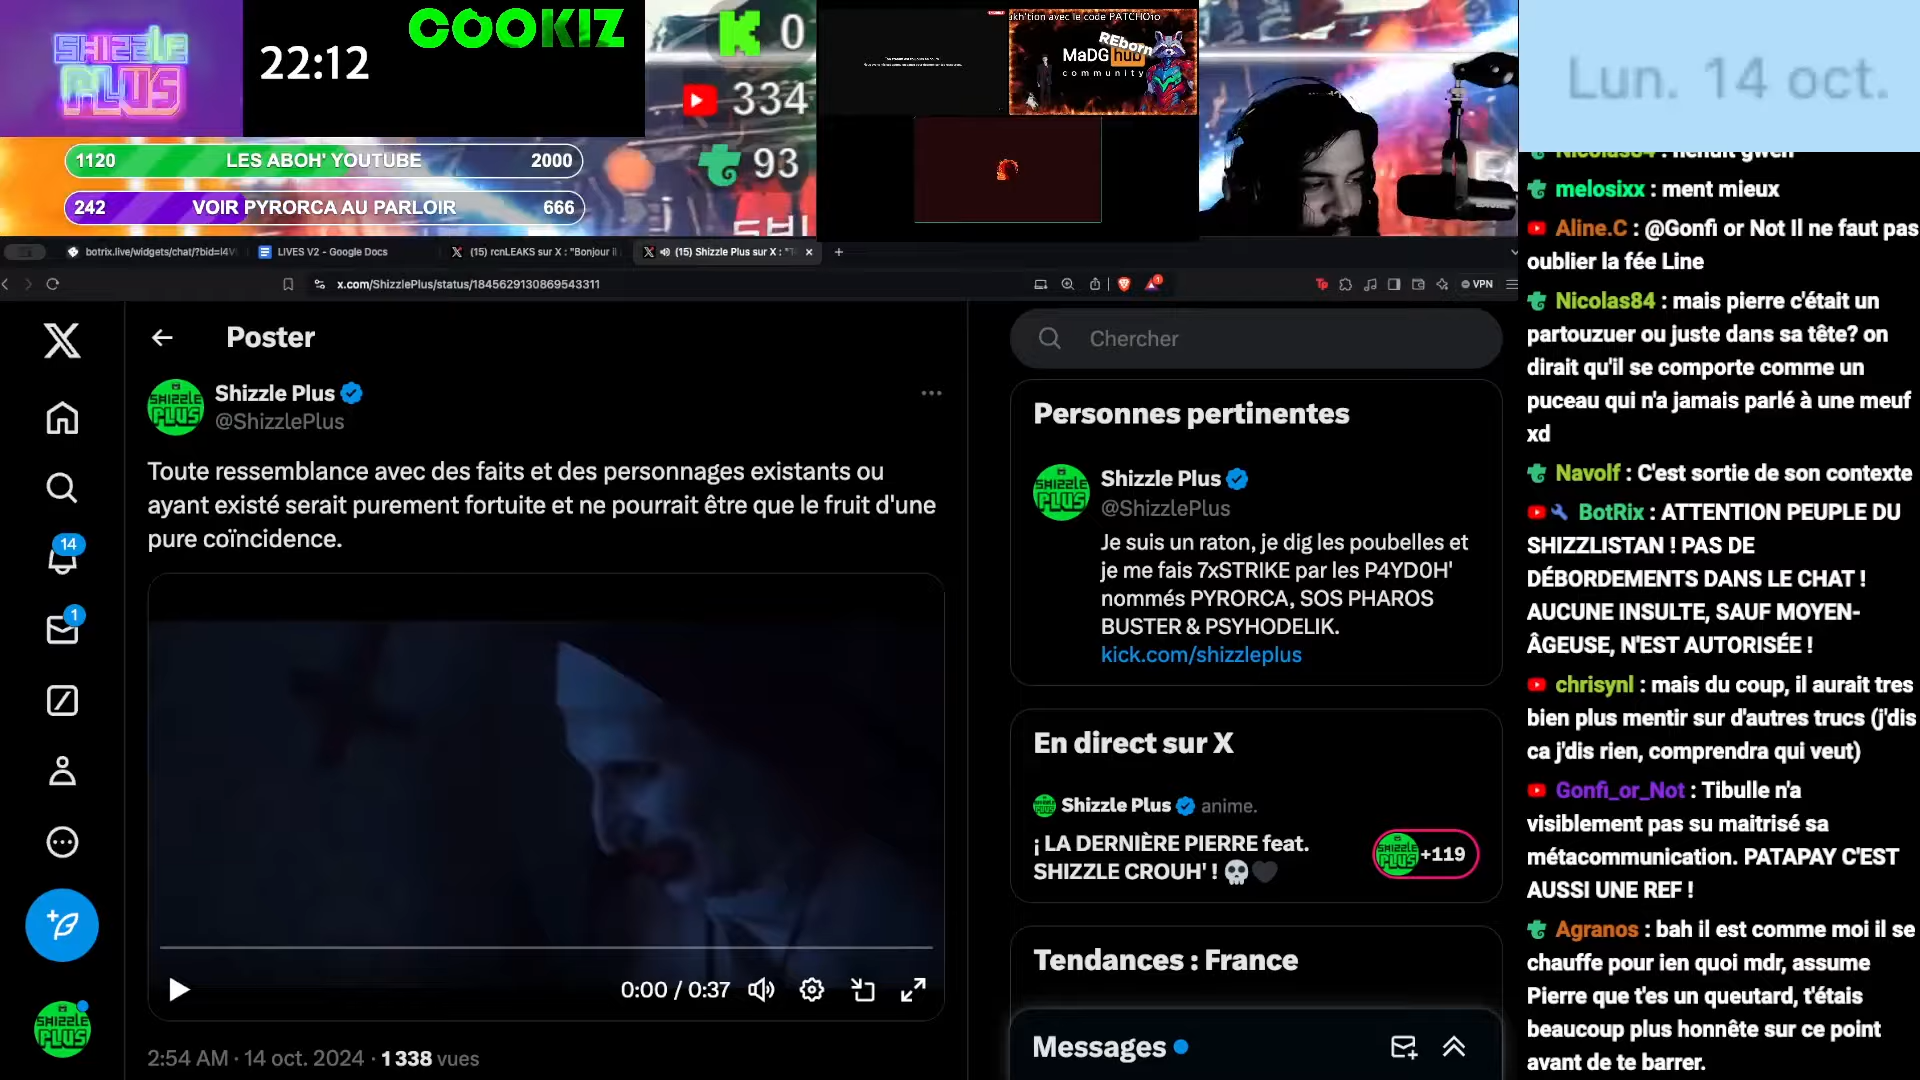 SHIZZLE
PLUS
22:12
COOKIZ
0
334
93
1120 LES ABOH' YOUTUBE 2000
242 VOIR PYRORCA AU PARLOIR 666
avec le code
REborn
MaDG hub
community
Lun. 14 oct.
botrix.live/widgets/chat/?bid=I4V
LIVES V2 - Google Docs
(15) rcnLEAKS sur X : "Bonjour il
(15) Shizzle Plus sur X : "T
x.com/ShizzlePlus/status/1845629130869543311
VPN
Poster
Shizzle Plus
@ShizzlePlus
Toute ressemblance avec des faits et des personnages existants ou
ayant existé serait purement fortuite et ne pourrait être que le fruit d'une
pure coïncidence.
0:00 / 0:37
2:54 AM · 14 oct. 2024 · 1 338 vues
14
1
Chercher
Personnes pertinentes
Shizzle Plus
@ShizzlePlus
Je suis un raton, je dig les poubelles et
je me fais 7xSTRIKE par les P4YD0H'
nommés PYRORCA, SOS PHAROS
BUSTER & PSYHODELIK.
kick.com/shizzleplus
En direct sur X
Shizzle Plus anime.
¡ LA DERNIÈRE PIERRE feat.
SHIZZLE CROUH' ! 💀🖤
+119
Tendances : France
Messages
melosixx : ment mieux
Aline.C : @Gonfi or Not Il ne faut pas
oublier la fée Line
Nicolas84 : mais pierre c'était un
partouzuer ou juste dans sa tête? on
dirait qu'il se comporte comme un
puceau qui n'a jamais parlé à une meuf
xd
Navolf : C'est sortie de son contexte
BotRix : ATTENTION PEUPLE DU
SHIZZLISTAN ! PAS DE
DÉBORDEMENTS DANS LE CHAT !
AUCUNE INSULTE, SAUF MOYEN-
ÂGEUSE, N'EST AUTORISÉE !
chrisynl : mais du coup, il aurait tres
bien plus mentir sur d'autres trucs (j'dis
ca j'dis rien, comprendra qui veut)
Gonfi_or_Not : Tibulle n'a
visiblement pas su maitrisé sa
métacommunication. PATAPAY C'EST
AUSSI UNE REF !
Agranos : bah il est comme moi il se
chauffe pour ien quoi mdr, assume
Pierre que t'es un queutard, t'étais
beaucoup plus honnête sur ce point
avant de te barrer.